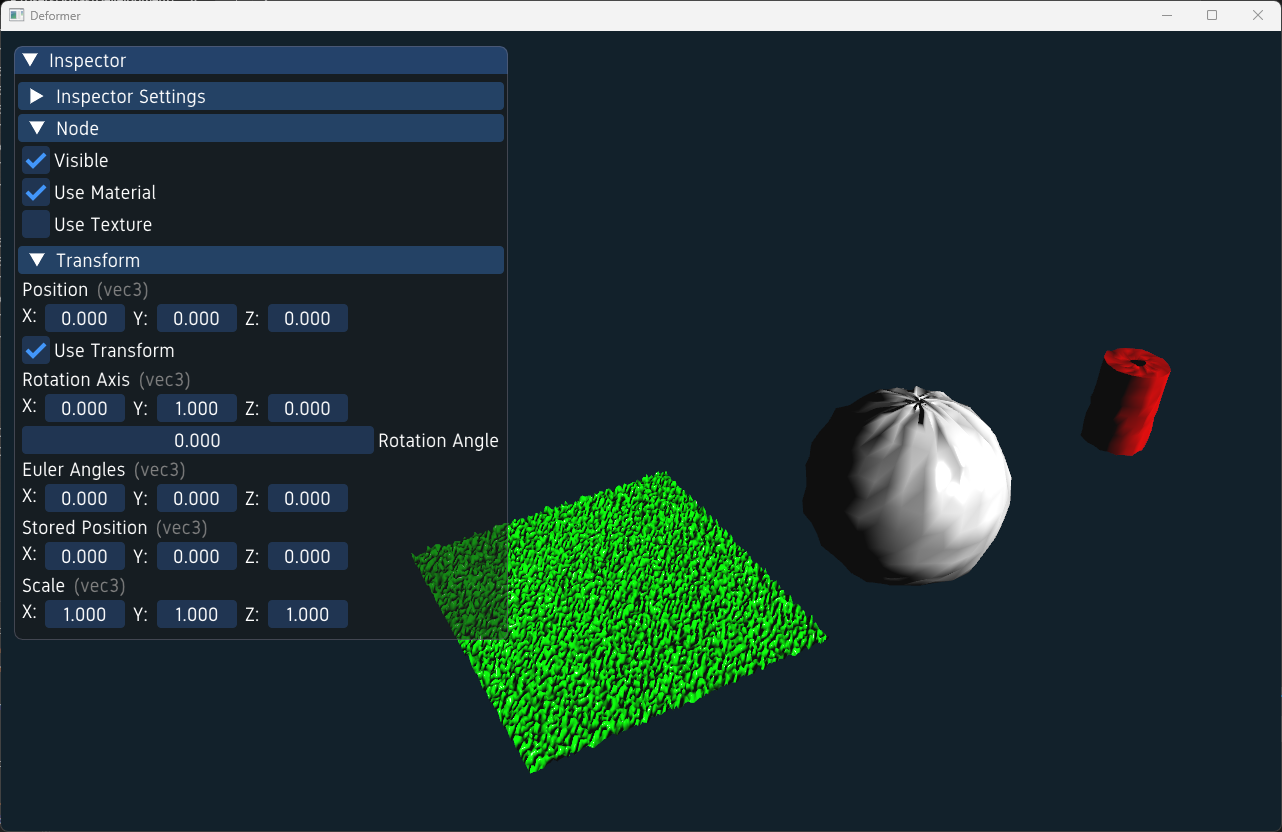 Deformer
Inspector
Inspector Settings
Node
Visible
Use Material
Use Texture
Transform
Position (vec3)
X: 0.000 Y: 0.000 Z: 0.000
Use Transform
Rotation Axis (vec3)
X: 0.000 Y: 1.000 Z: 0.000
0.000 Rotation Angle
Euler Angles (vec3)
X: 0.000 Y: 0.000 Z: 0.000
Stored Position (vec3)
X: 0.000 Y: 0.000 Z: 0.000
Scale (vec3)
X: 1.000 Y: 1.000 Z: 1.000